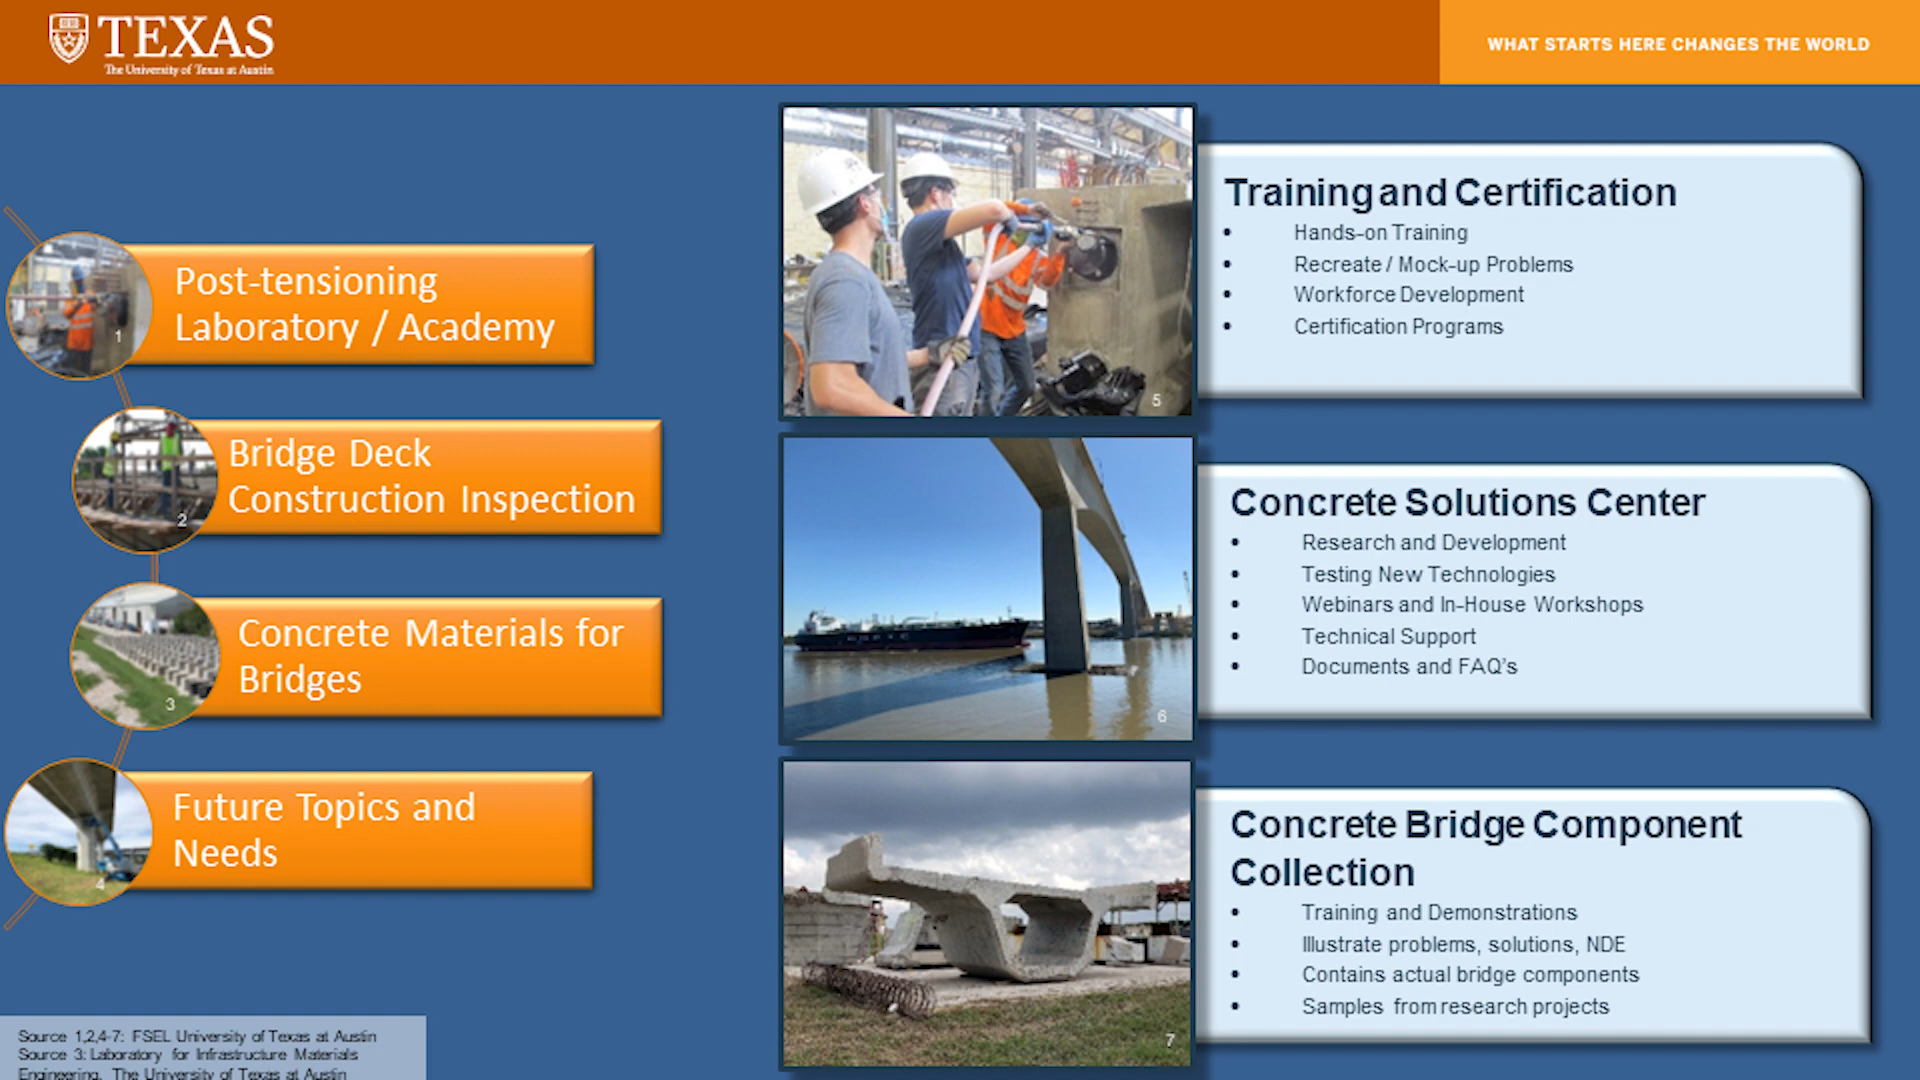 TEXAS
The University of Texas at Austin
WHAT STARTS HERE CHANGES THE WORLD
Post-tensioning
Laboratory / Academy
1
Bridge Deck
Construction Inspection
2
Concrete Materials for
Bridges
3
Future Topics and
Needs
4
5
Training and Certification
• Hands-on Training
• Recreate / Mock-up Problems
• Workforce Development
• Certification Programs
6
Concrete Solutions Center
• Research and Development
• Testing New Technologies
• Webinars and In-House Workshops
• Technical Support
• Documents and FAQ's
7
Concrete Bridge Component
Collection
• Training and Demonstrations
• Illustrate problems, solutions, NDE
• Contains actual bridge components
• Samples from research projects
Source 1,2,4-7: FSEL University of Texas at Austin
Source 3: Laboratory for Infrastructure Materials
Engineering, The University of Texas at Austin